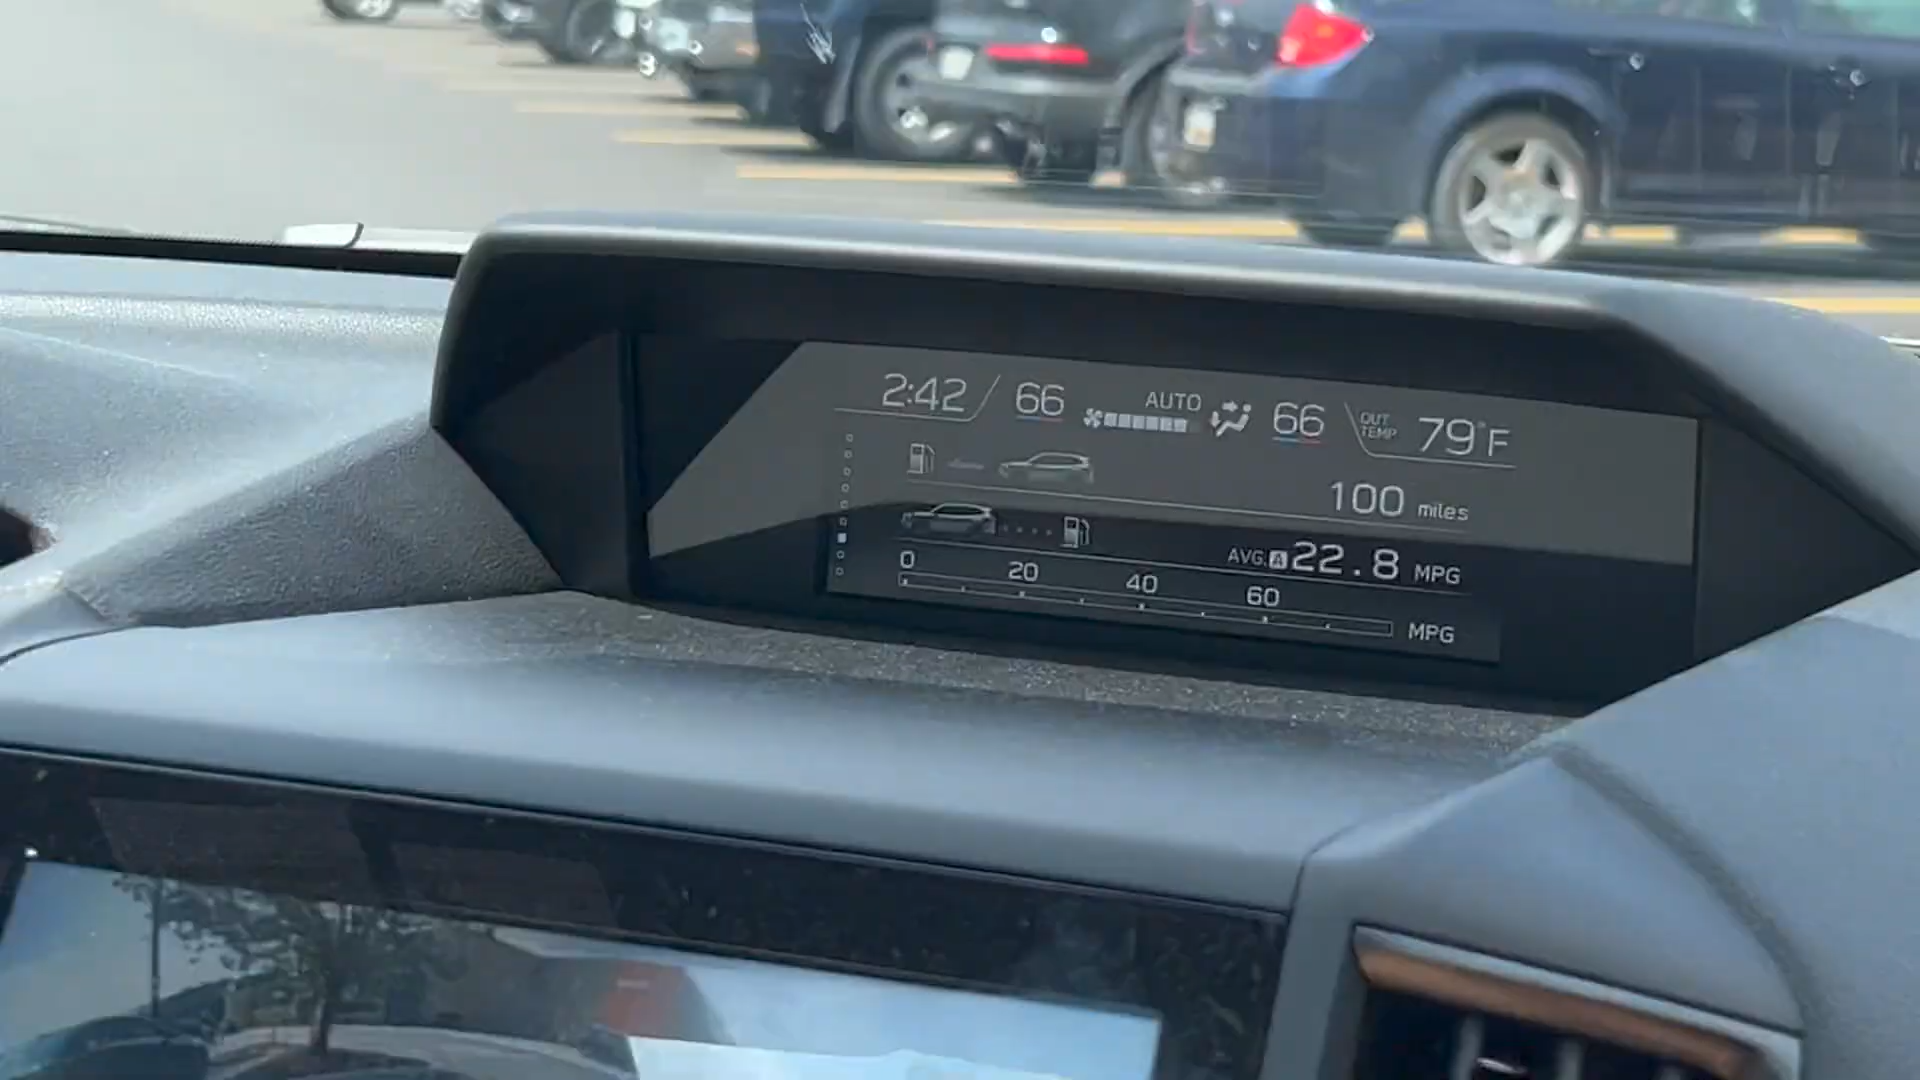 2:42 66 AUTO 66 OUT TEMP 79°F
100 miles
AVG. A 22.8 MPG
0 20 40 60 MPG